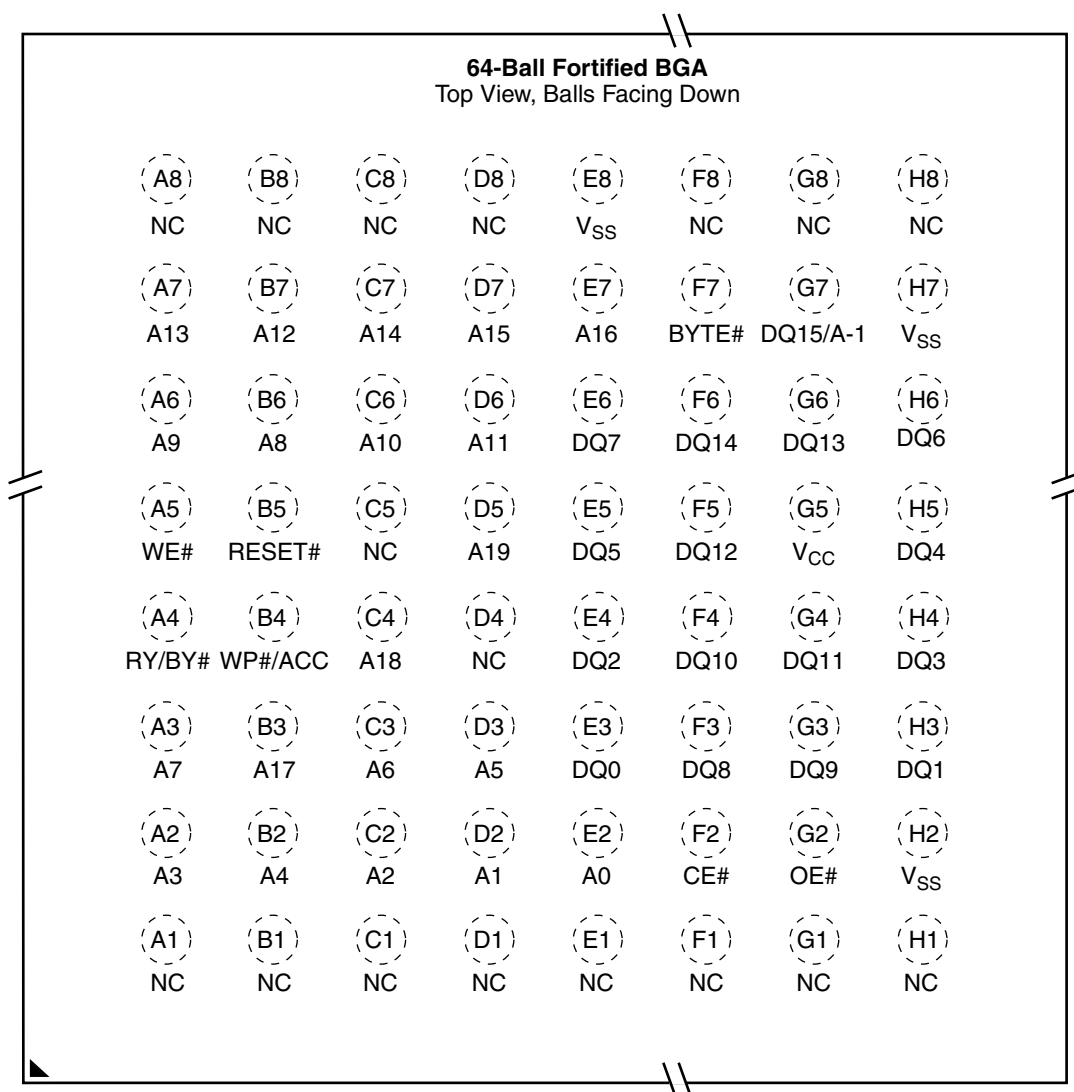 64-Ball Fortified BGA
Top View, Balls Facing Down
A8 B8 C8 D8 E8 F8 G8 H8
NC NC NC NC VSS NC NC NC
A7 B7 C7 D7 E7 F7 G7 H7
A13 A12 A14 A15 A16 BYTE# DQ15/A-1 VSS
A6 B6 C6 D6 E6 F6 G6 H6
A9 A8 A10 A11 DQ7 DQ14 DQ13 DQ6
A5 B5 C5 D5 E5 F5 G5 H5
WE# RESET# NC A19 DQ5 DQ12 VCC DQ4
A4 B4 C4 D4 E4 F4 G4 H4
RY/BY# WP#/ACC A18 NC DQ2 DQ10 DQ11 DQ3
A3 B3 C3 D3 E3 F3 G3 H3
A7 A17 A6 A5 DQ0 DQ8 DQ9 DQ1
A2 B2 C2 D2 E2 F2 G2 H2
A3 A4 A2 A1 A0 CE# OE# VSS
A1 B1 C1 D1 E1 F1 G1 H1
NC NC NC NC NC NC NC NC